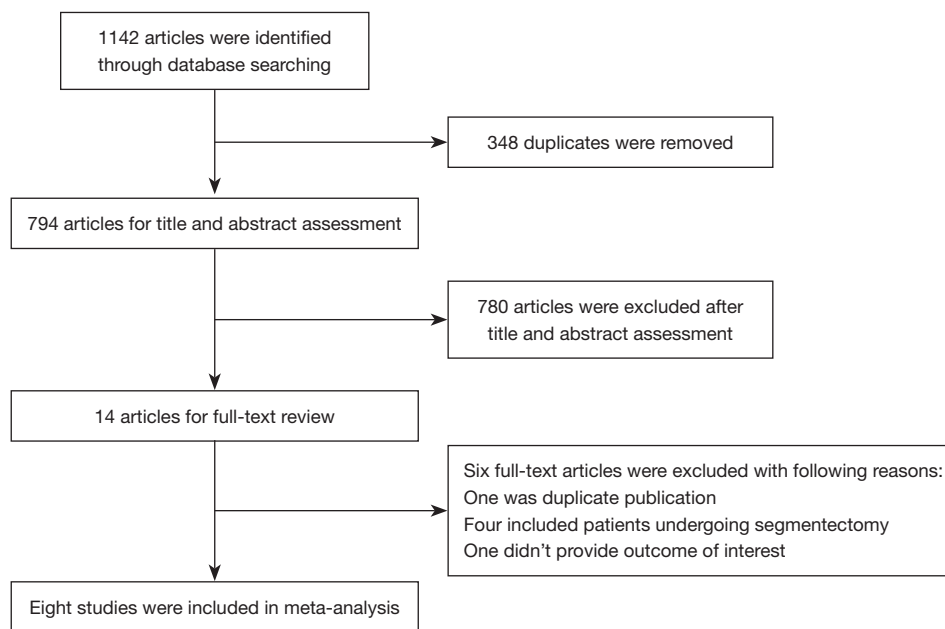 1142 articles were identified
through database searching
348 duplicates were removed
794 articles for title and abstract assessment
780 articles were excluded after
title and abstract assessment
14 articles for full-text review
Six full-text articles were excluded with following reasons:
One was duplicate publication
Four included patients undergoing segmentectomy
One didn’t provide outcome of interest
Eight studies were included in meta-analysis